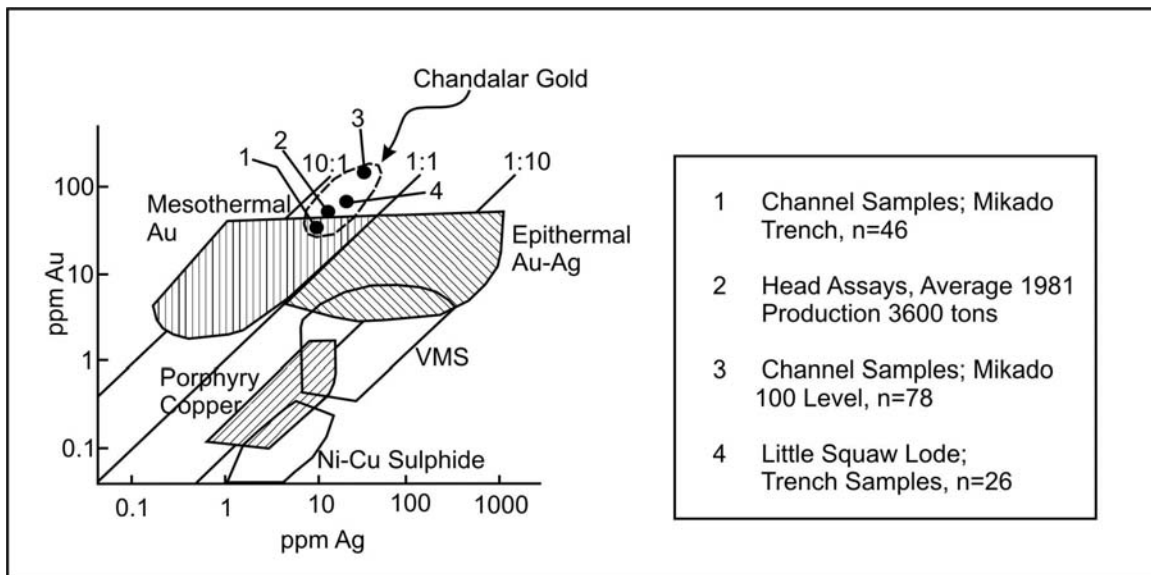 Chandalar Gold
3
2
1
10:1
1:1
1:10
4
100
10
1
0.1
ppm Au
Mesothermal
Au
Epithermal
Au-Ag
VMS
Porphyry
Copper
Ni-Cu Sulphide
0.1
1
10
100
1000
ppm Ag
1 Channel Samples; Mikado
Trench, n=46
2 Head Assays, Average 1981
Production 3600 tons
3 Channel Samples; Mikado
100 Level, n=78
4 Little Squaw Lode;
Trench Samples, n=26